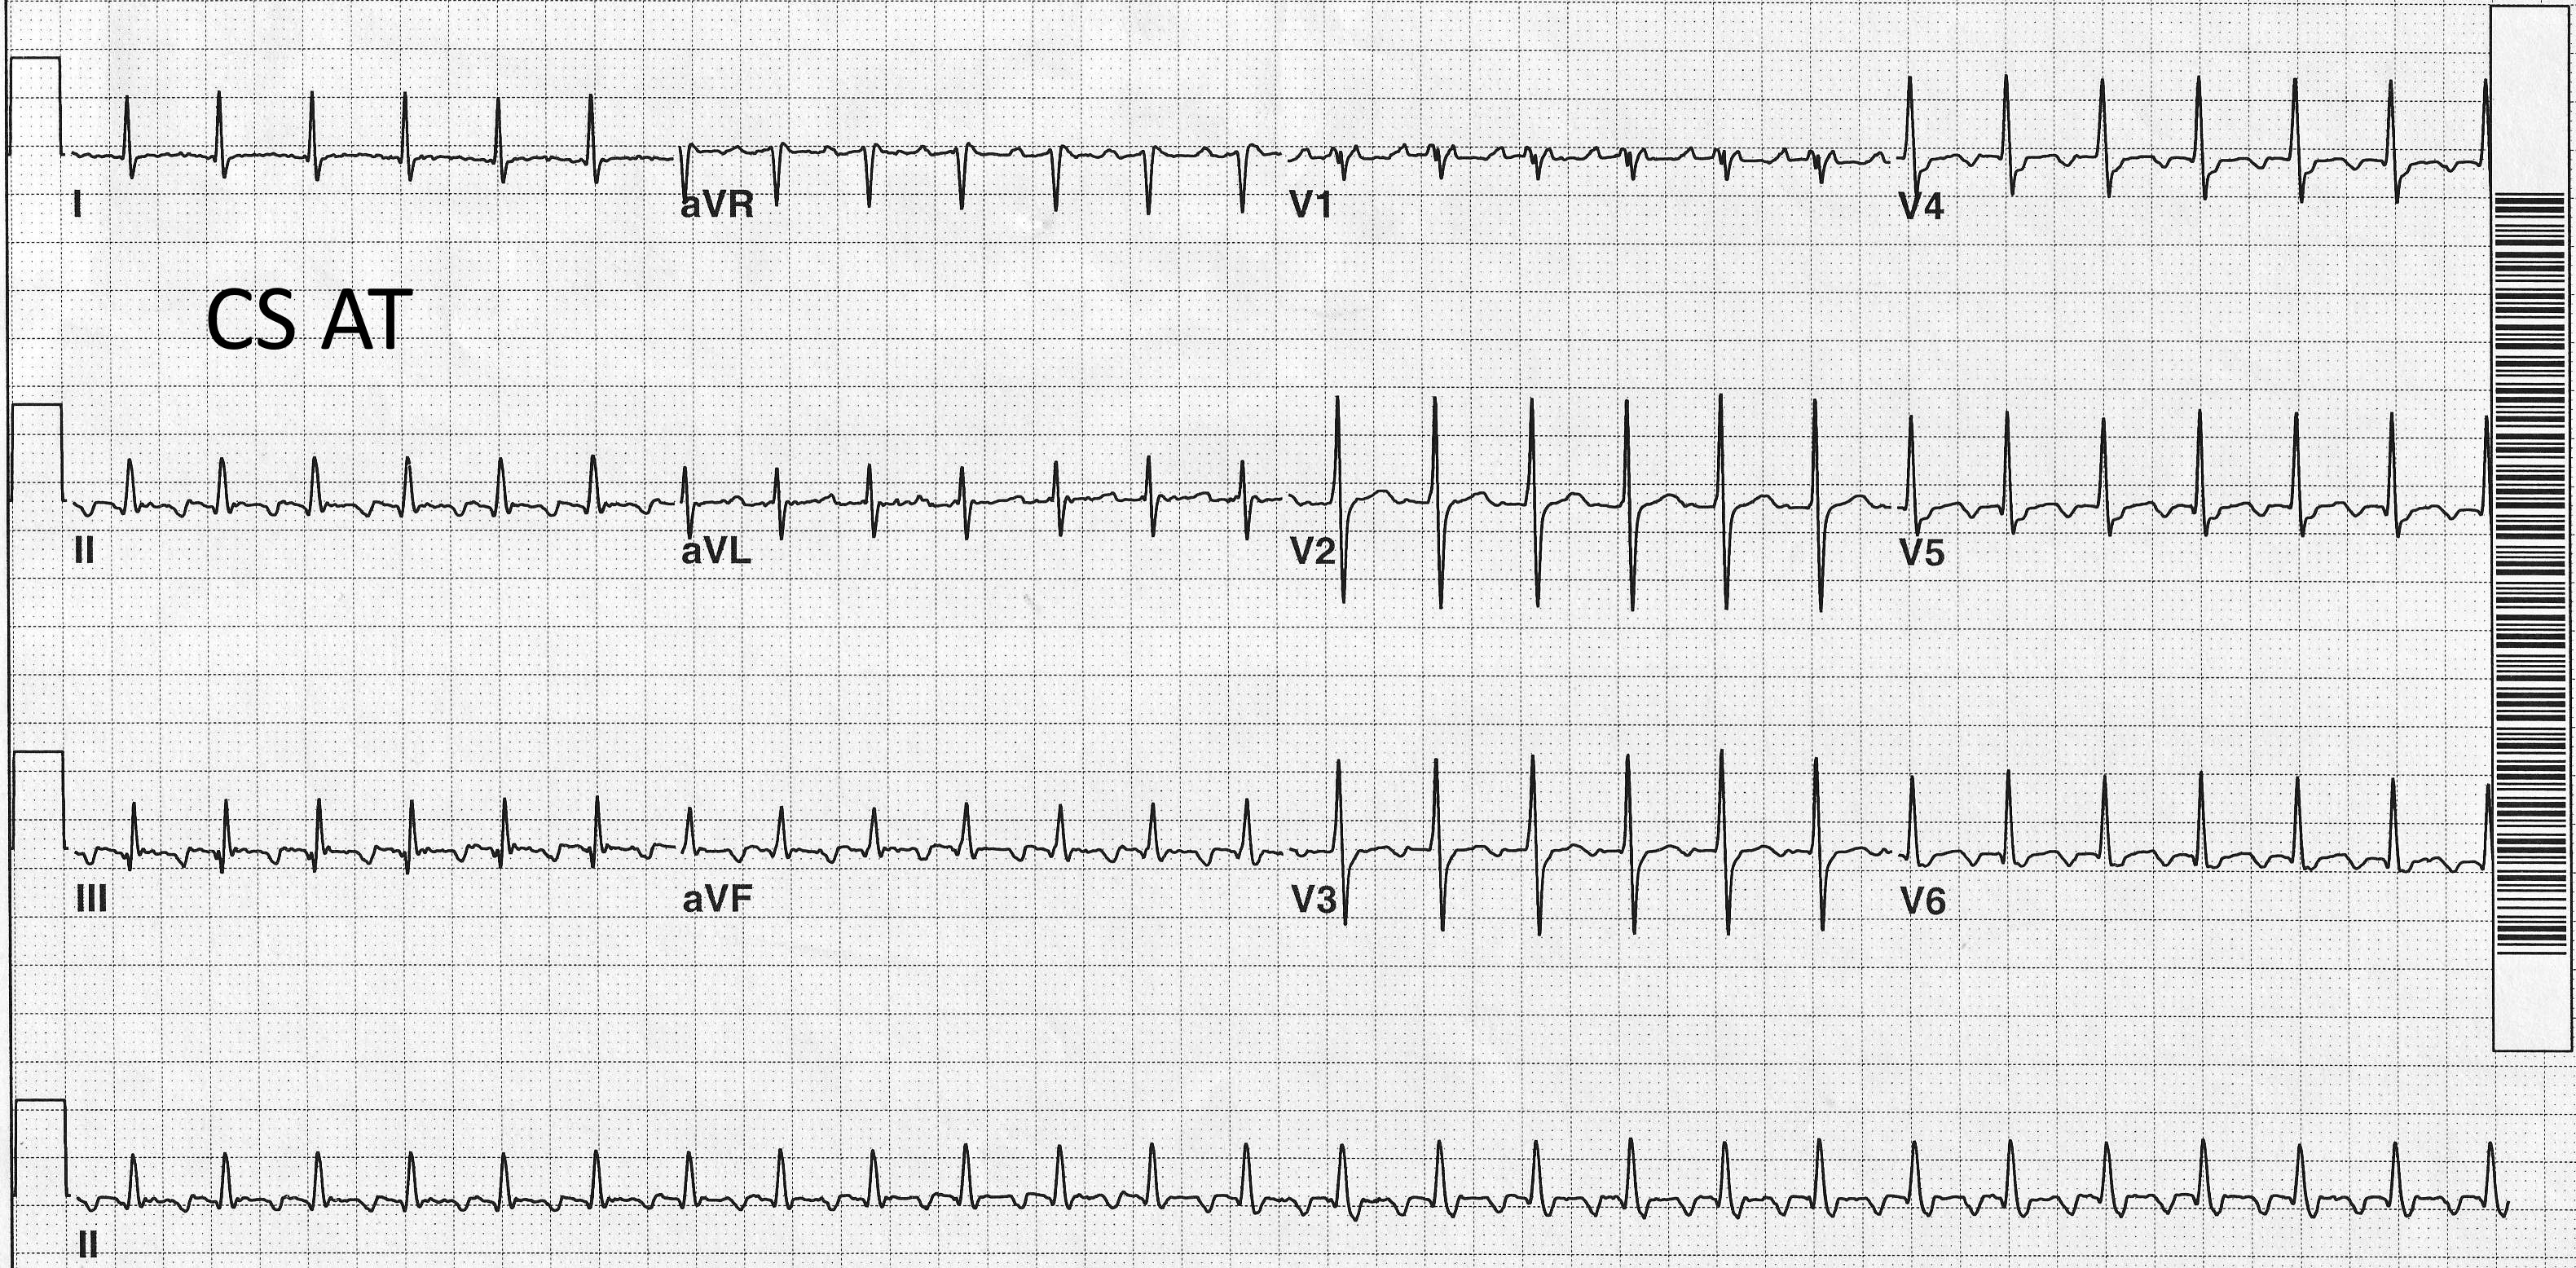 I aVR V1 V4
CS AT
II aVL V2 V5
III aVF V3 V6
II